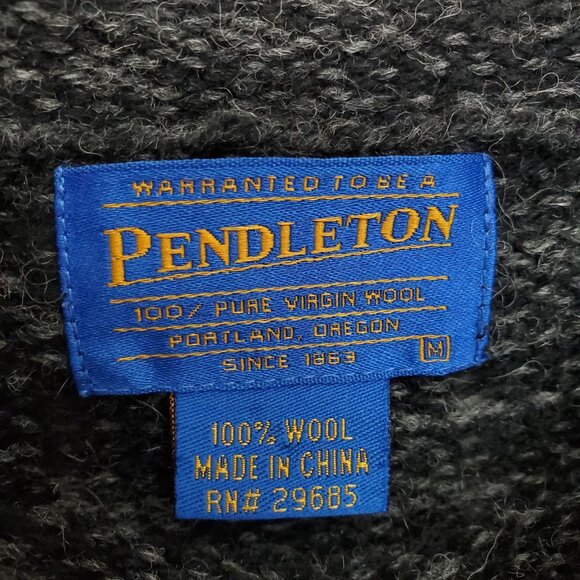 WARRANTED TO BE A
PENDLETON
100% PURE VIRGIN WOOL
PORTLAND, OREGON
SINCE 1863
M
100% WOOL
MADE IN CHINA
RN# 29685